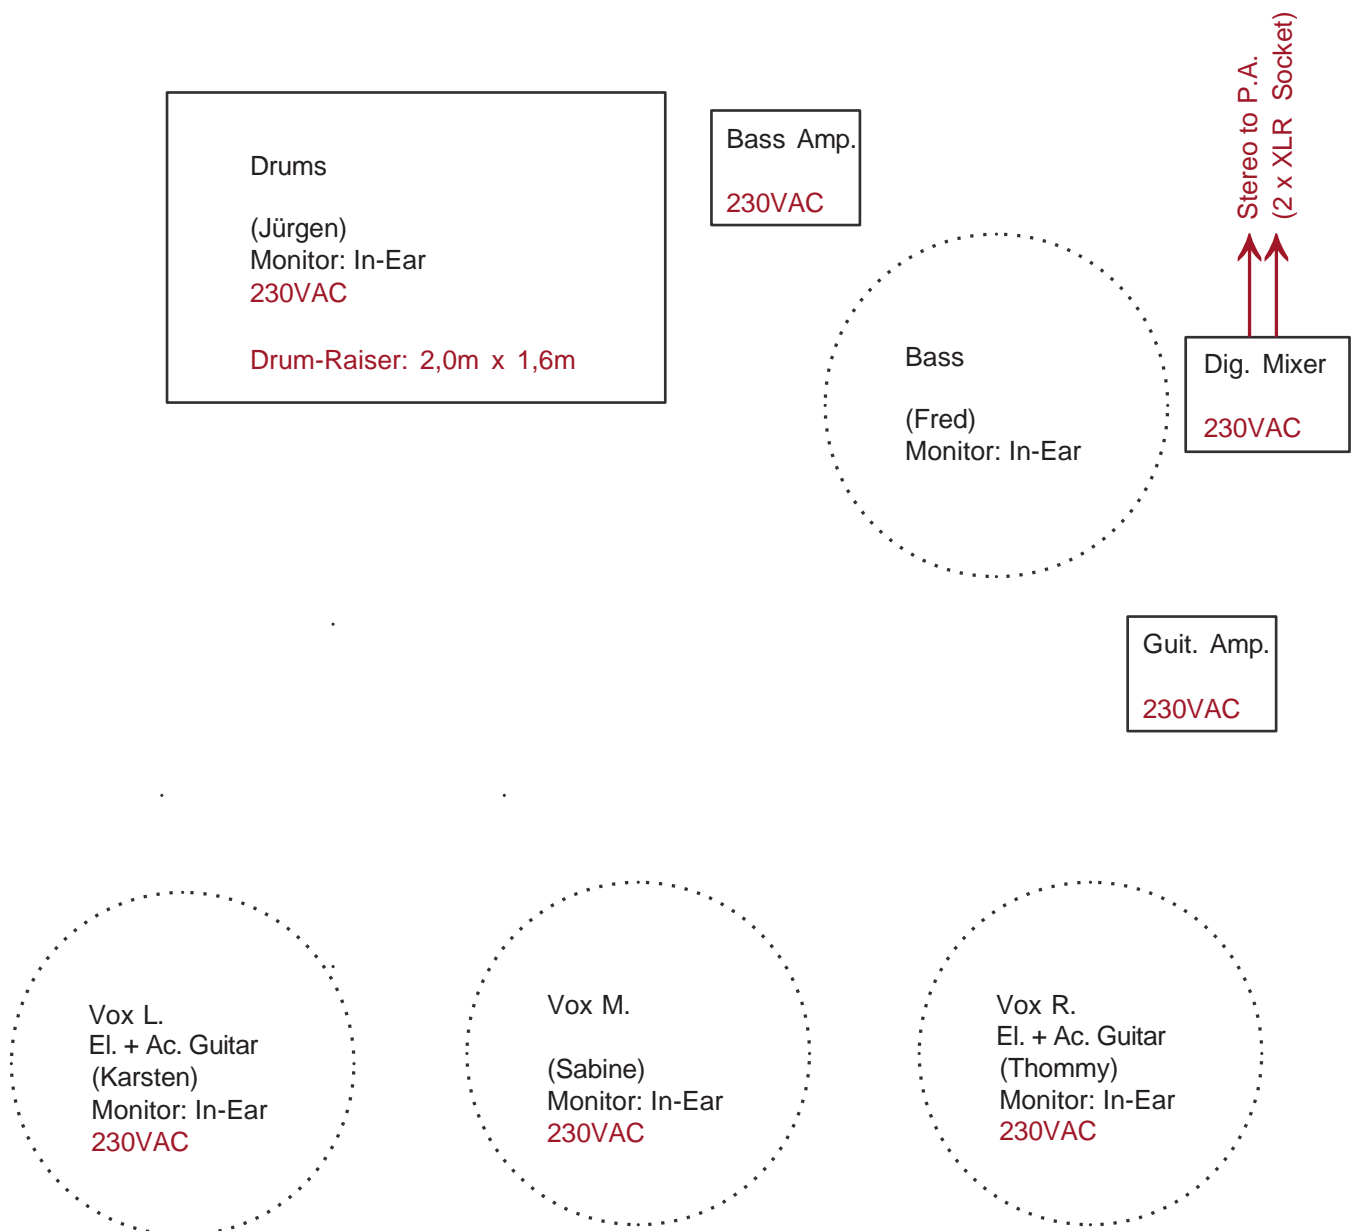 Stereo to P.A.
(2 x XLR Socket)
Drums
(Jürgen)
Monitor: In-Ear
230VAC
Drum-Raiser: 2,0m x 1,6m
Bass Amp.
230VAC
Bass
(Fred)
Monitor: In-Ear
Dig. Mixer
230VAC
Guit. Amp.
230VAC
Vox L.
El. + Ac. Guitar
(Karsten)
Monitor: In-Ear
230VAC
Vox M.
(Sabine)
Monitor: In-Ear
230VAC
Vox R.
El. + Ac. Guitar
(Thommy)
Monitor: In-Ear
230VAC